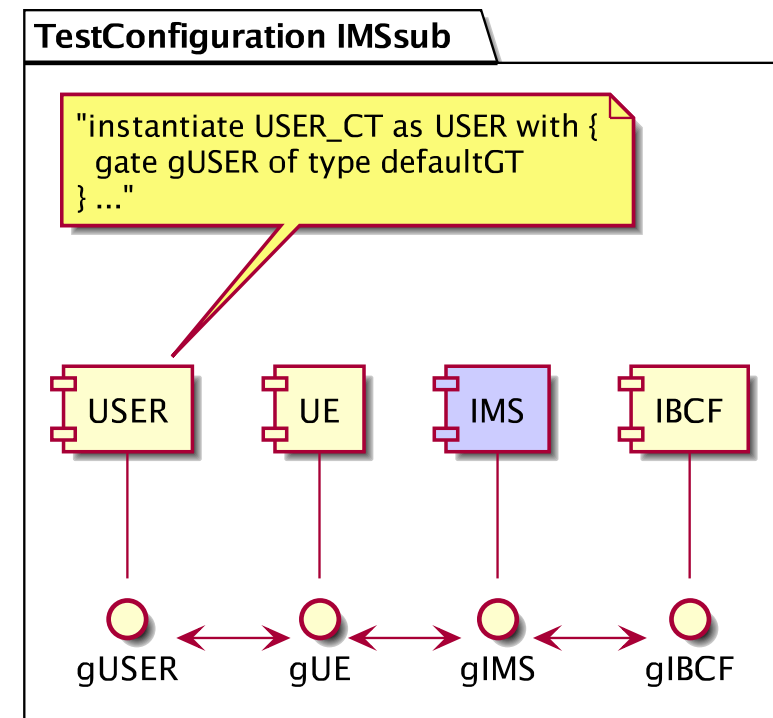 TestConfiguration IMSsub
"instantiate USER_CT as USER with {
gate gUSER of type defaultGT
} ..."
USER
UE
IMS
IBCF
gUSER
gUE
gIMS
gIBCF